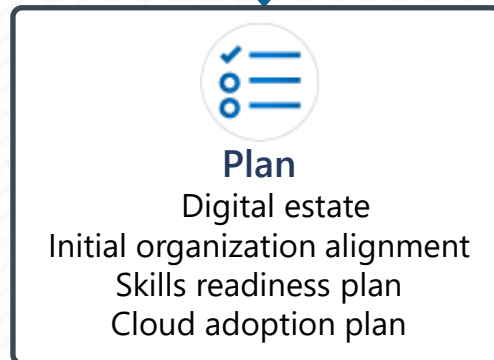 Plan
Digital estate
Initial organization alignment
Skills readiness plan
Cloud adoption plan